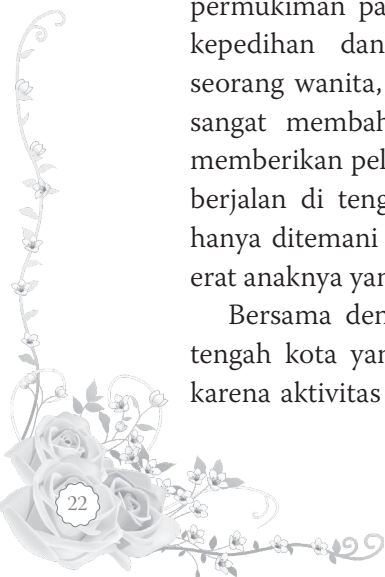 permukiman pa
kepedihan dan
seorang wanita,
sangat membah
memberikan pel
berjalan di teng
hanya ditemani
erat anaknya yan
Bersama den
tengah kota yan
karena aktivitas
22